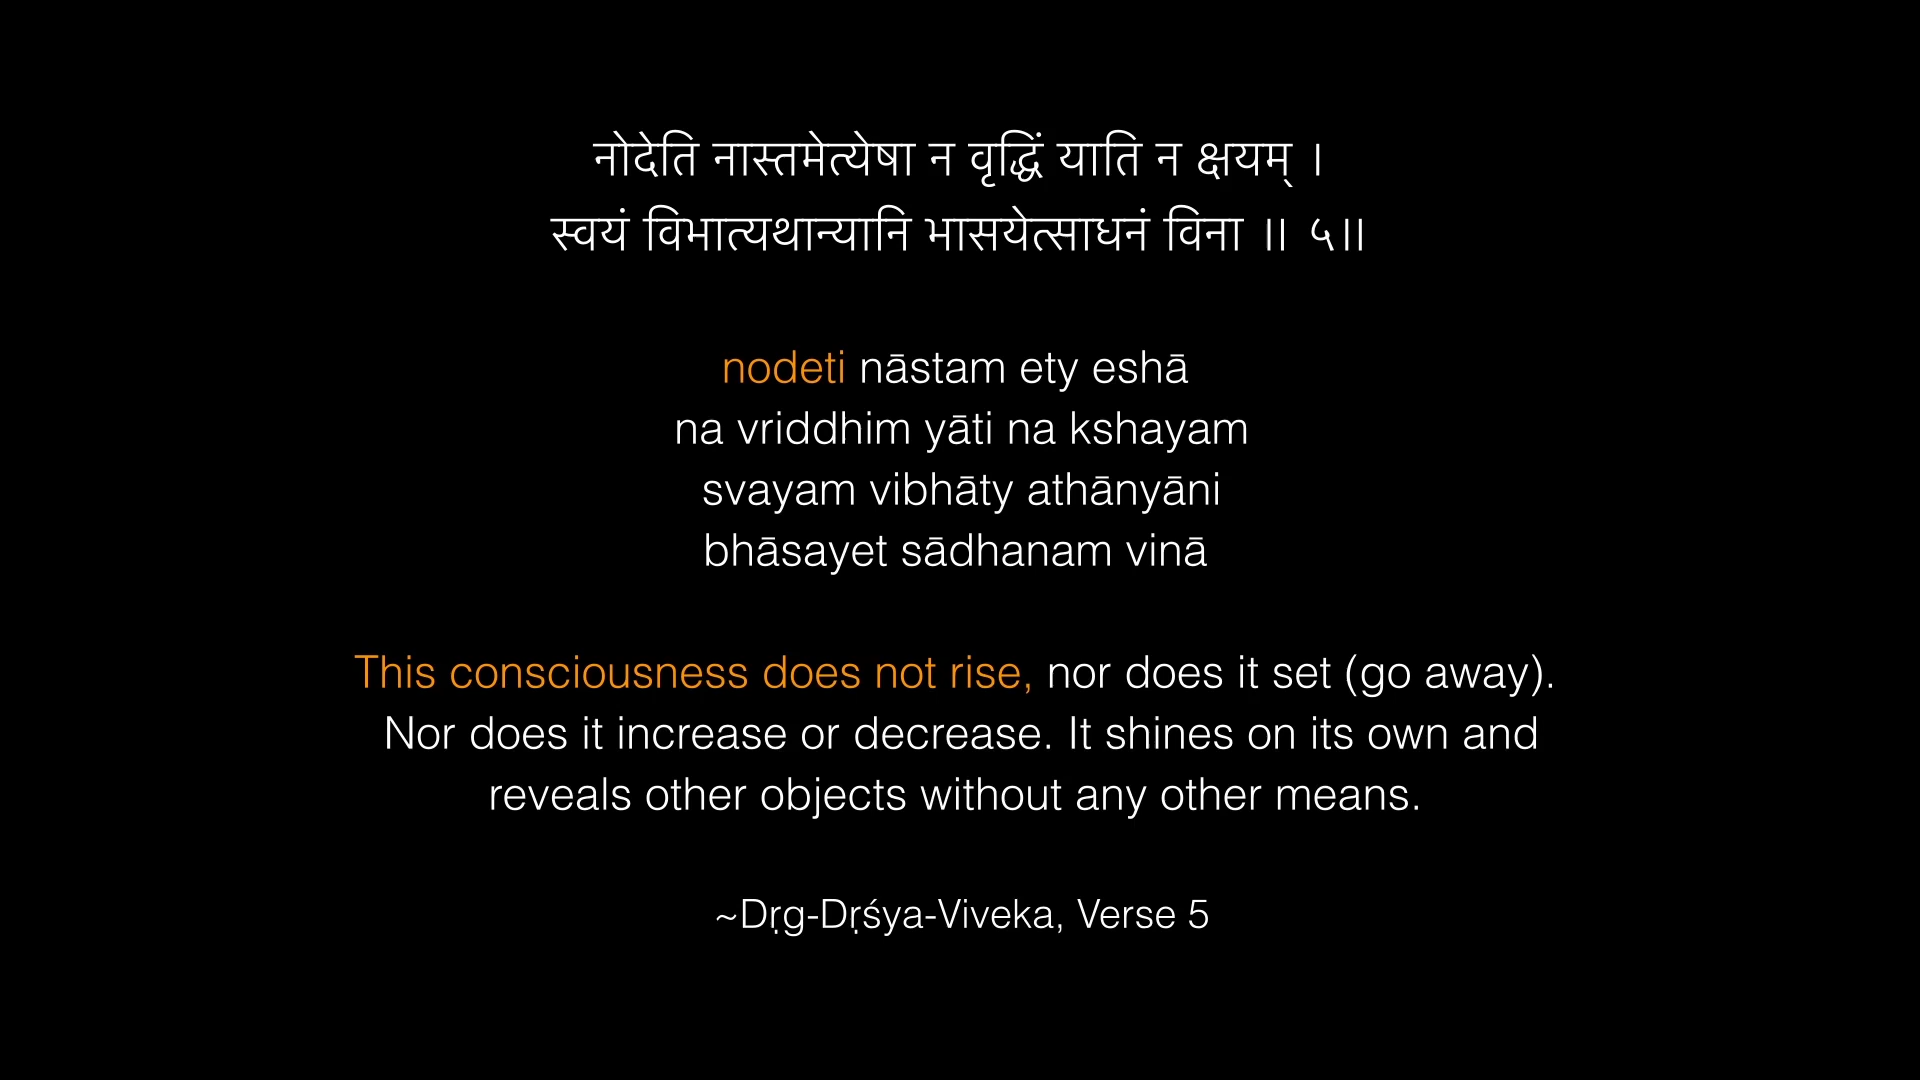 नोदेति नास्तमेत्येषा न वृद्धिं याति न क्षयम् ।
स्वयं विभात्यथान्यानि भासयेत्साधनं विना ॥ ५॥
nodeti nāstam ety eshā
na vriddhim yāti na kshayam
svayam vibhāty athānyāni
bhāsayet sādhanam vinā
This consciousness does not rise, nor does it set (go away).
Nor does it increase or decrease. It shines on its own and
reveals other objects without any other means.
~Dṛg-Dṛśya-Viveka, Verse 5